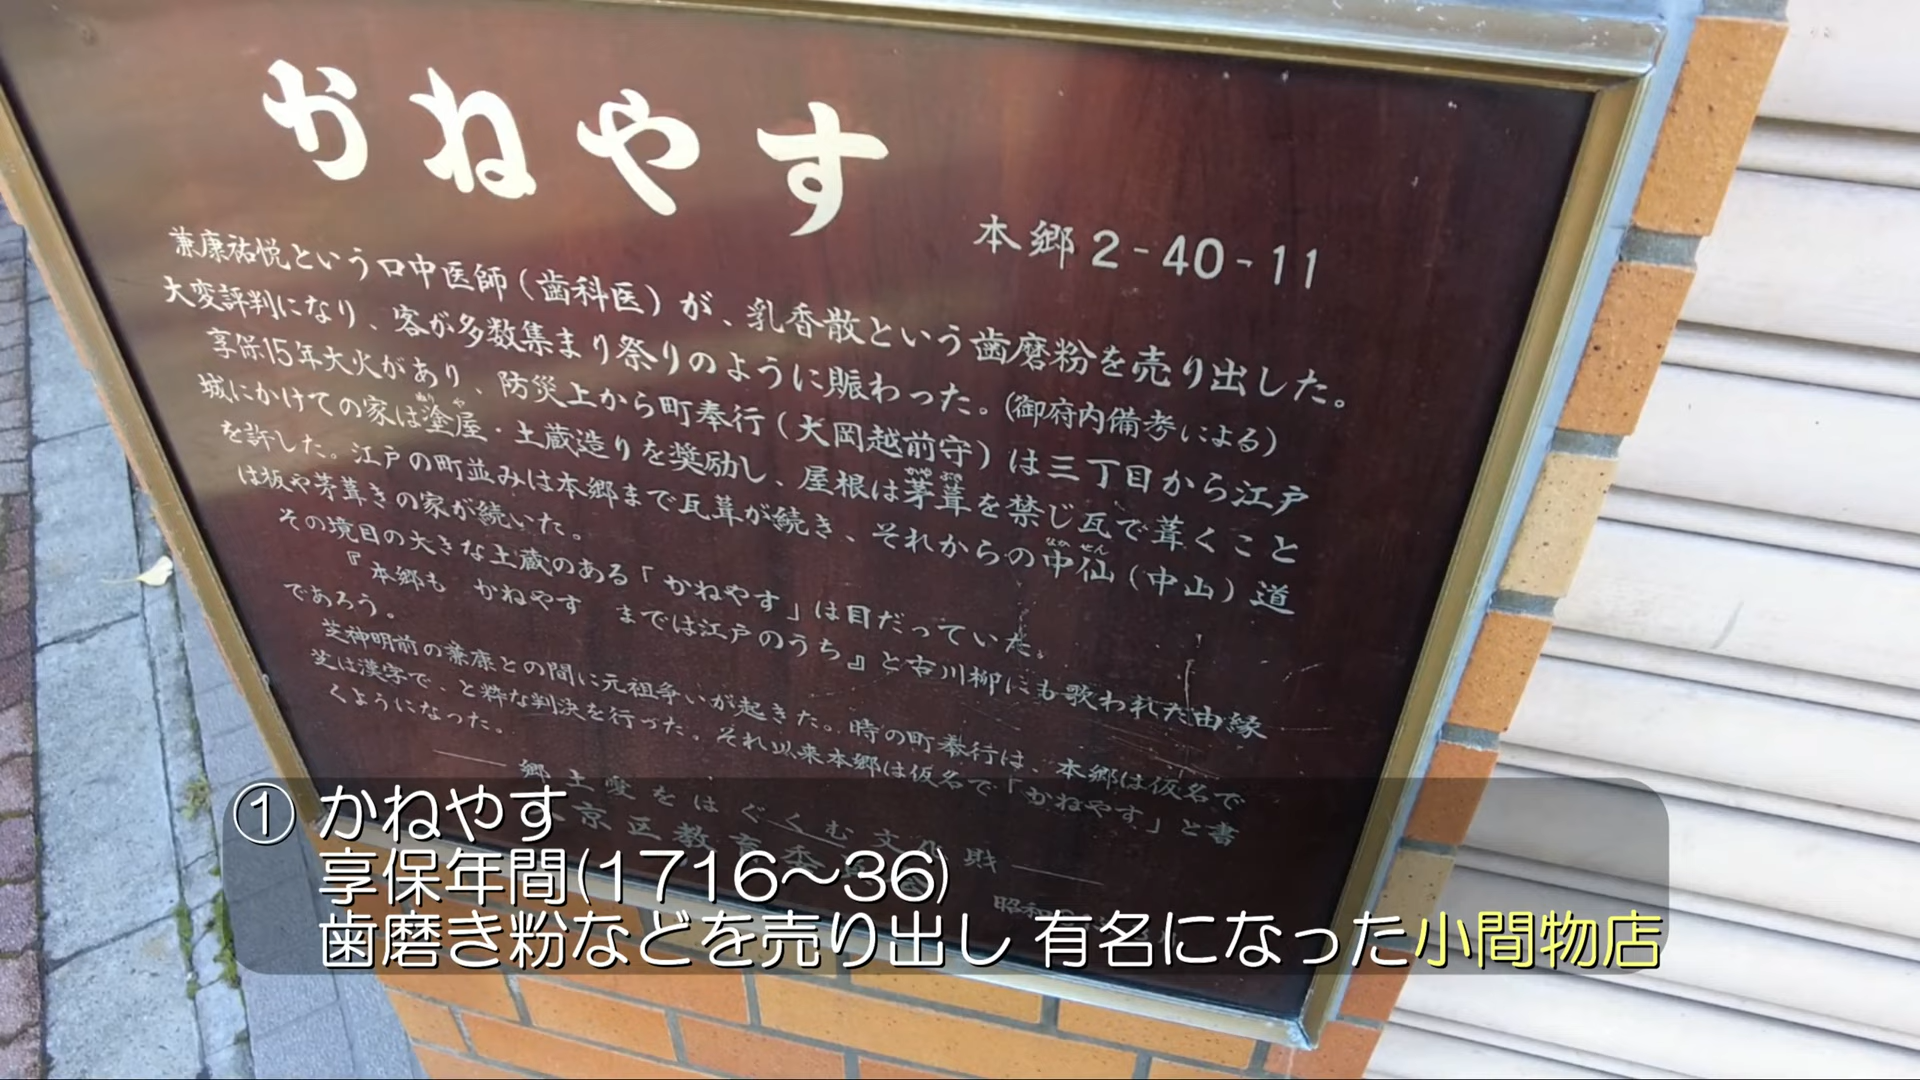 かねやす
本郷2-40-11
兼康祐悦という口中医師(歯科医)が、乳香散という歯磨粉を売り出した。
大変評判になり、客が多数集まり祭りのように賑わった。(御府内備考による)
享保15年大火があり、防災上から町奉行(大岡越前守)は三丁目から江戸
城にかけての家は塗屋・土蔵造りを奨励し、屋根は茅葺を禁じ瓦で葺くこと
を許した。江戸の町並みは本郷まで瓦葺が続き、それからの中仙(中山)道
は板や茅葺きの家が続いた。
その境目の大きな土蔵のある「かねやす」は目だっていた。
『本郷も かねやす までは江戸のうち』と古川柳にも歌われた由縁
であろう。
芝神明前の兼康との間に元祖争いが起きた。時の町奉行は、本郷は仮名で
芝は漢字で、と粋な判決を行った。それ以来本郷は仮名で「かねやす」と書
くようになった。
郷土愛をはぐくむ文化財
京区教育
昭和
① かねやす
享保年間(1716〜36)
歯磨き粉などを売り出し 有名になった小間物店